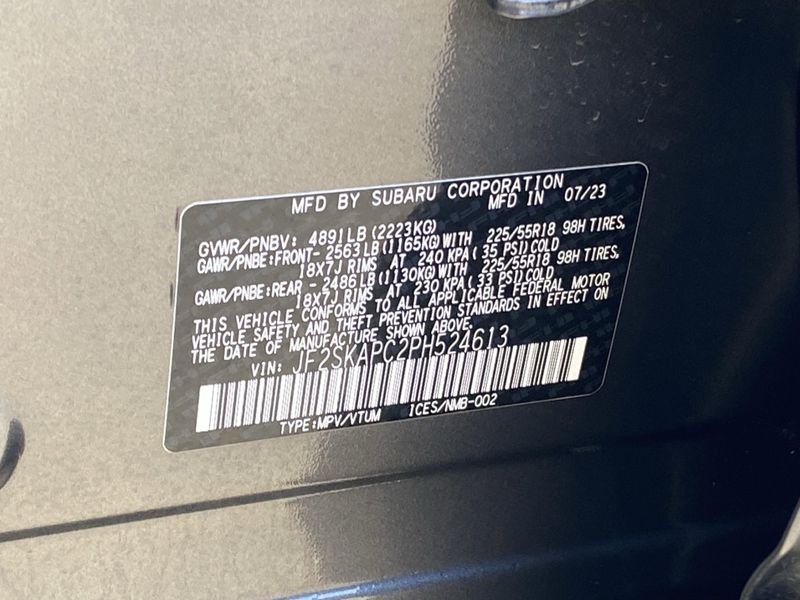 MFD BY SUBARU CORPORATION
MFD IN 07/23
GVWR/PNBV: 4891LB (2223KG)
GAWR/PNBE:FRONT- 2563LB (1165KG) WITH 225/55R18 98H TIRES,
18X7J RIMS AT 240 KPA (35 PSI) COLD
GAWR/PNBE:REAR - 2486LB (1130KG) WITH 225/55R18 98H TIRES,
18X7J RIMS AT 230 KPA (33 PSI) COLD
THIS VEHICLE CONFORMS TO ALL APPLICABLE FEDERAL MOTOR
VEHICLE SAFETY AND THEFT PREVENTION STANDARDS IN EFFECT ON
THE DATE OF MANUFACTURE SHOWN ABOVE.
VIN: JF2SKAPC2PH524613
TYPE:MPV/VTUM ICES/NMB-002